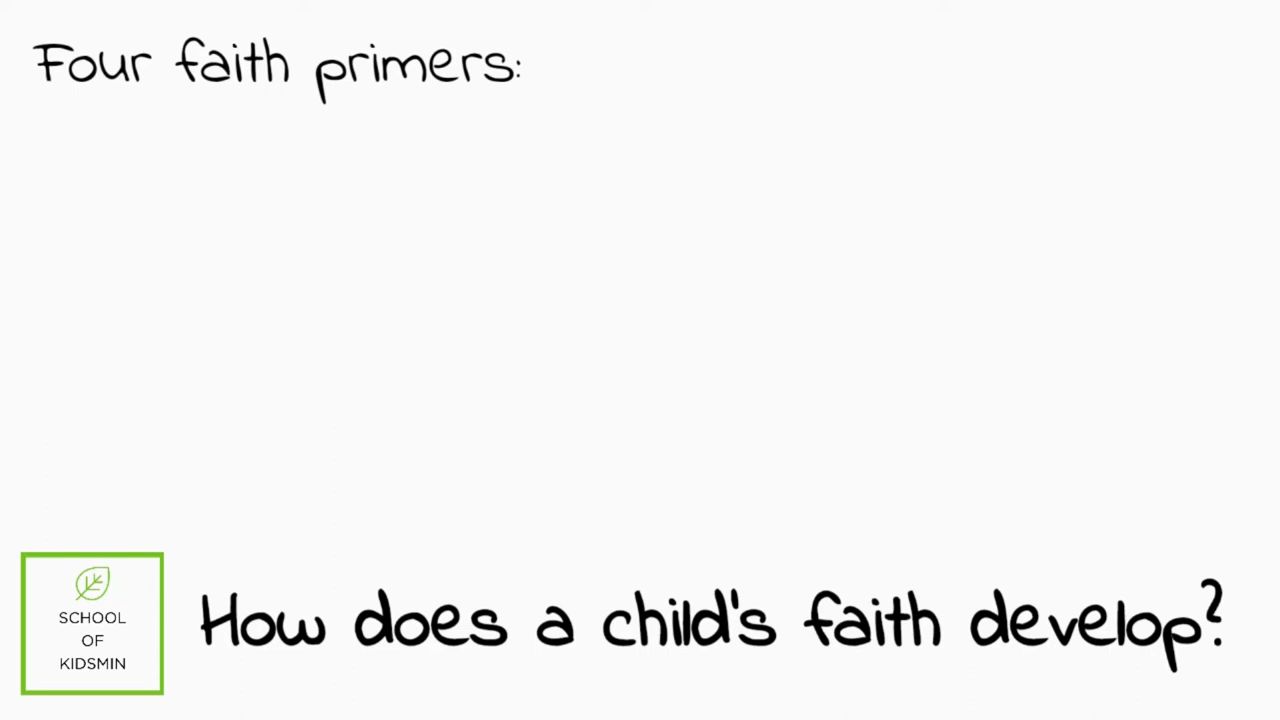 Four faith primers:
SCHOOL
OF
KIDSMIN
How does a child's faith develop?